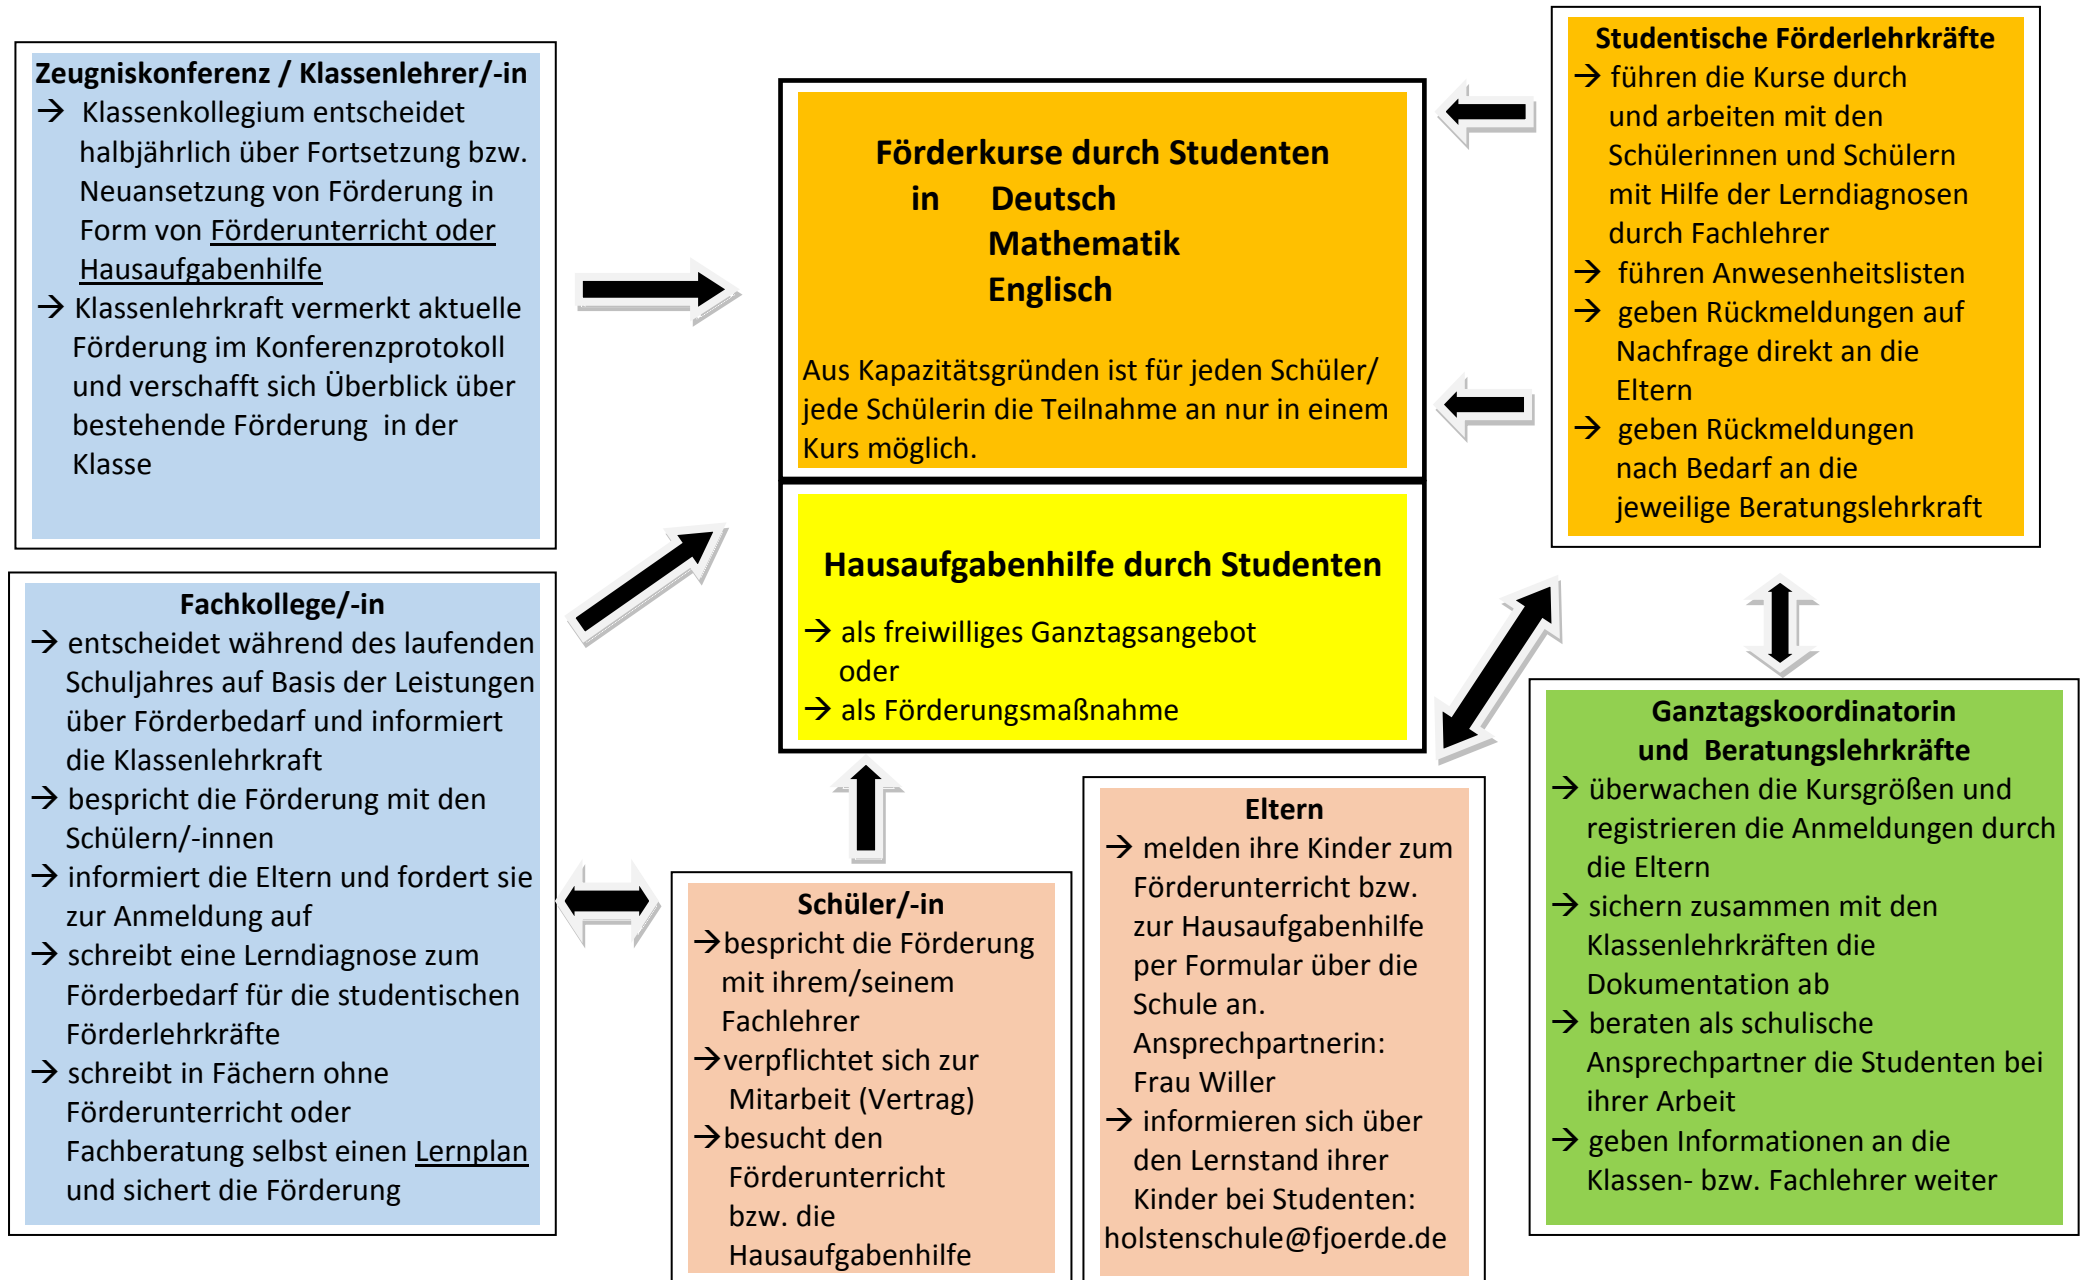 Zeugniskonferenz / Klassenlehrer/-in
→ Klassenkollegium entscheidet
halbjährlich über Fortsetzung bzw.
Neuansetzung von Förderung in
Form von Förderunterricht oder
Hausaufgabenhilfe
→ Klassenlehrkraft vermerkt aktuelle
Förderung im Konferenzprotokoll
und verschafft sich Überblick über
bestehende Förderung in der
Klasse
Förderkurse durch Studenten
in Deutsch
Mathematik
Englisch
Aus Kapazitätsgründen ist für jeden Schüler/
jede Schülerin die Teilnahme an nur in einem
Kurs möglich.
Hausaufgabenhilfe durch Studenten
→ als freiwilliges Ganztagsangebot
oder
→ als Förderungsmaßnahme
Studentische Förderlehrkräfte
→ führen die Kurse durch
und arbeiten mit den
Schülerinnen und Schülern
mit Hilfe der Lerndiagnosen
durch Fachlehrer
→ führen Anwesenheitslisten
→ geben Rückmeldungen auf
Nachfrage direkt an die
Eltern
→ geben Rückmeldungen
nach Bedarf an die
jeweilige Beratungslehrkraft
Fachkollege/-in
→ entscheidet während des laufenden
Schuljahres auf Basis der Leistungen
über Förderbedarf und informiert
die Klassenlehrkraft
→ bespricht die Förderung mit den
Schülern/-innen
→ informiert die Eltern und fordert sie
zur Anmeldung auf
→ schreibt eine Lerndiagnose zum
Förderbedarf für die studentischen
Förderlehrkräfte
→ schreibt in Fächern ohne
Förderunterricht oder
Fachberatung selbst einen Lernplan
und sichert die Förderung
Schüler/-in
→bespricht die Förderung
mit ihrem/seinem
Fachlehrer
→verpflichtet sich zur
Mitarbeit (Vertrag)
→besucht den
Förderunterricht
bzw. die
Hausaufgabenhilfe
Eltern
→ melden ihre Kinder zum
Förderunterricht bzw.
zur Hausaufgabenhilfe
per Formular über die
Schule an.
Ansprechpartnerin:
Frau Willer
→ informieren sich über
den Lernstand ihrer
Kinder bei Studenten:
holstenschule@fjoerde.de
Ganztagskoordinatorin
und Beratungslehrkräfte
→ überwachen die Kursgrößen und
registrieren die Anmeldungen durch
die Eltern
→ sichern zusammen mit den
Klassenlehrkräften die
Dokumentation ab
→ beraten als schulische
Ansprechpartner die Studenten bei
ihrer Arbeit
→ geben Informationen an die
Klassen- bzw. Fachlehrer weiter